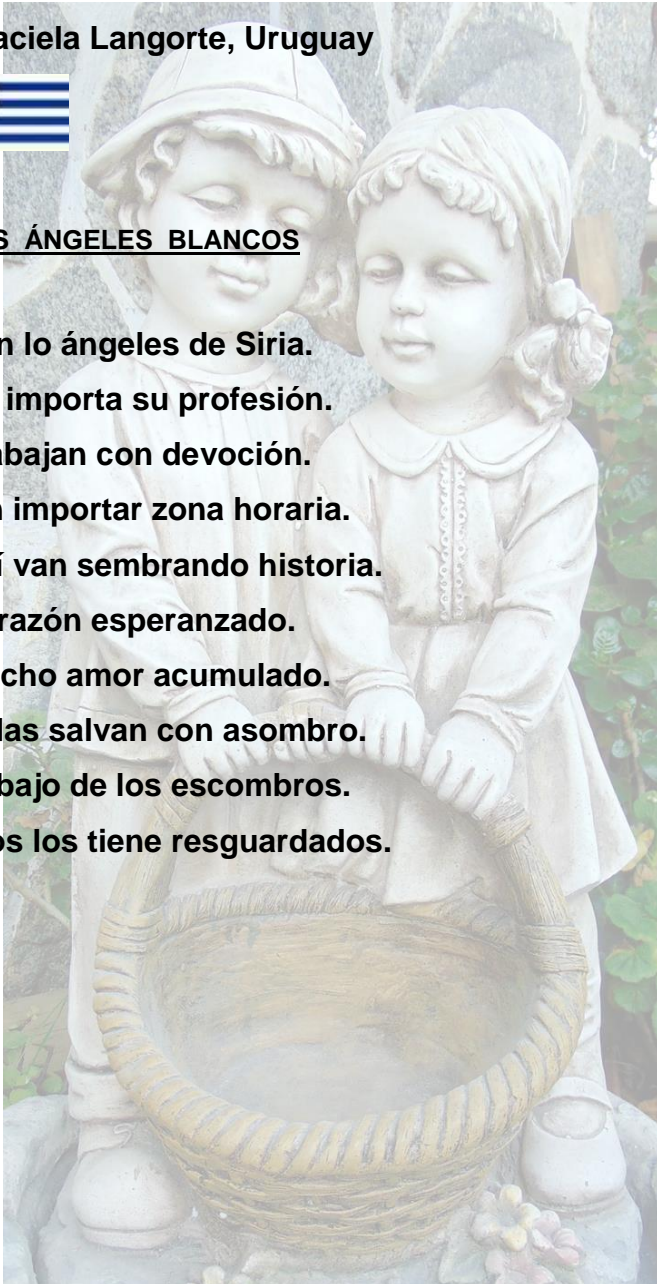 aciela Langorte, Uruguay
S ÁNGELES BLANCOS
n lo ángeles de Siria.
importa su profesión.
abajan con devoción.
importar zona horaria.
í van sembrando historia.
razón esperanzado.
cho amor acumulado.
das salvan con asombro.
bajo de los escombros.
os los tiene resguardados.